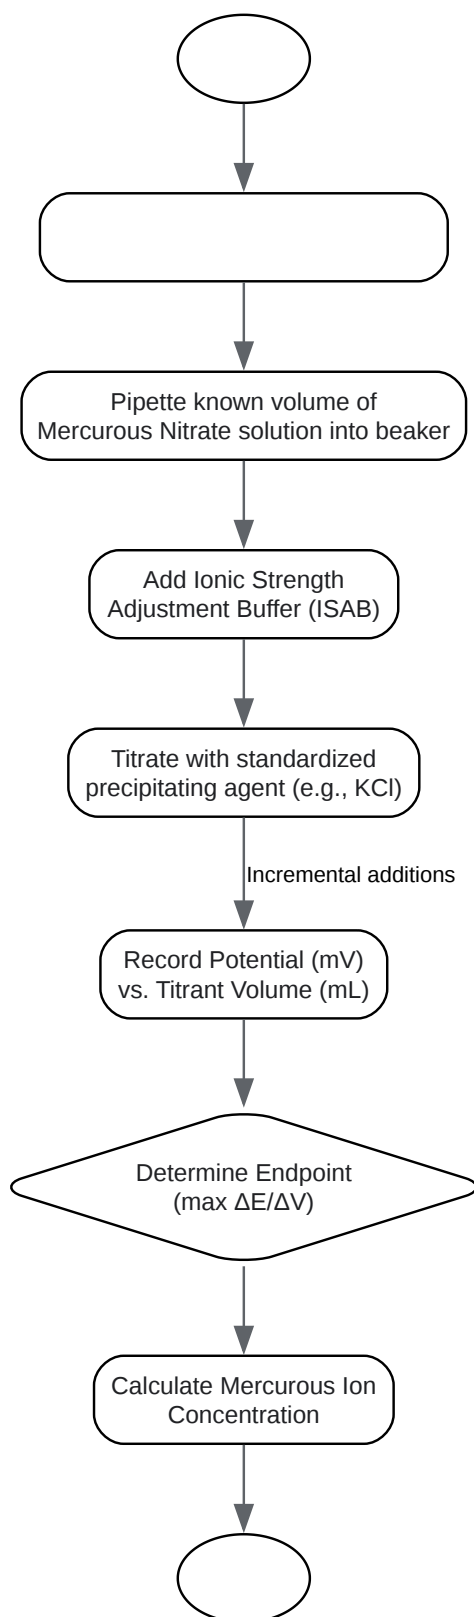 Pipette known volume of
Mercurous Nitrate solution into beaker
Add Ionic Strength
Adjustment Buffer (ISAB)
Titrate with standardized
precipitating agent (e.g., KCl)
Incremental additions
Record Potential (mV)
vs. Titrant Volume (mL)
Determine Endpoint
(max ΔE/ΔV)
Calculate Mercurous Ion
Concentration